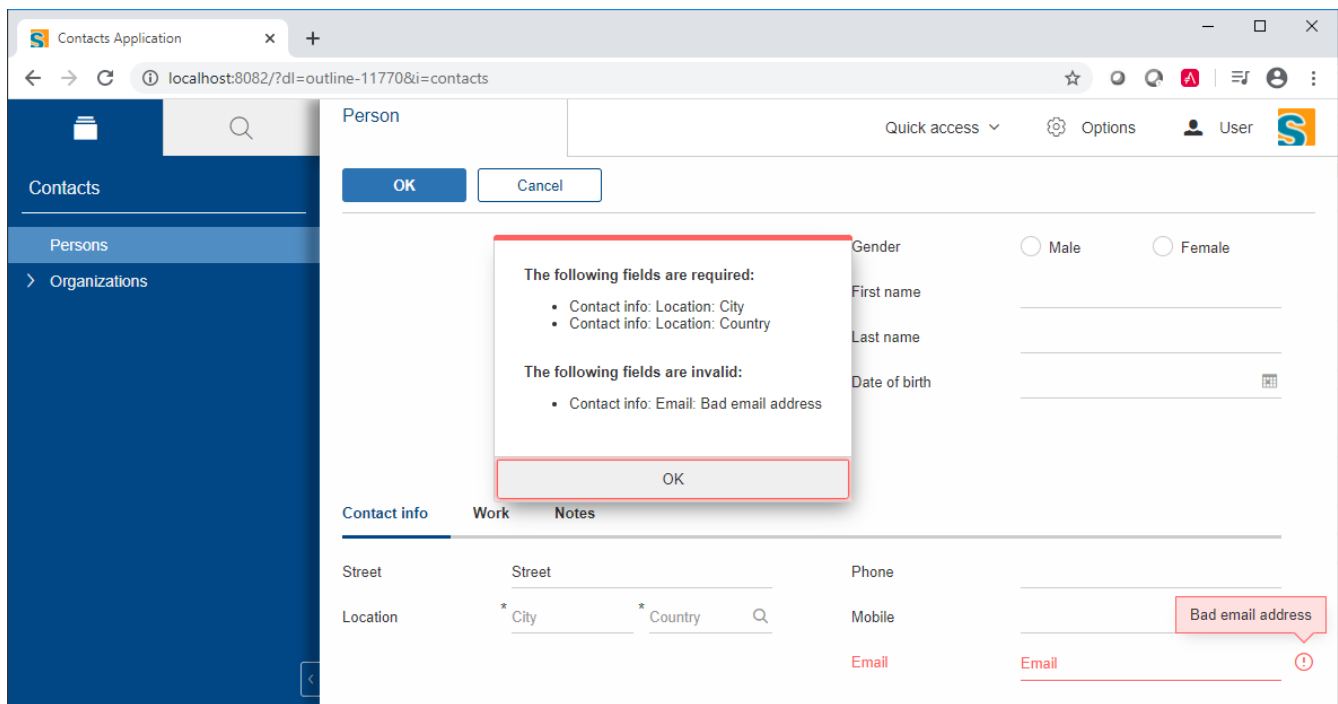 Contacts Application
localhost:8082/?dl=outline-11770&i=contacts
Person
Quick access
Options
User
Contacts
OK
Cancel
Persons
Organizations
The following fields are required:
• Contact info: Location: City
• Contact info: Location: Country
The following fields are invalid:
• Contact info: Email: Bad email address
OK
Gender
Male
Female
First name
Last name
Date of birth
Contact info
Work
Notes
Street
Street
Location
* City
* Country
Phone
Mobile
Bad email address
Email
Email